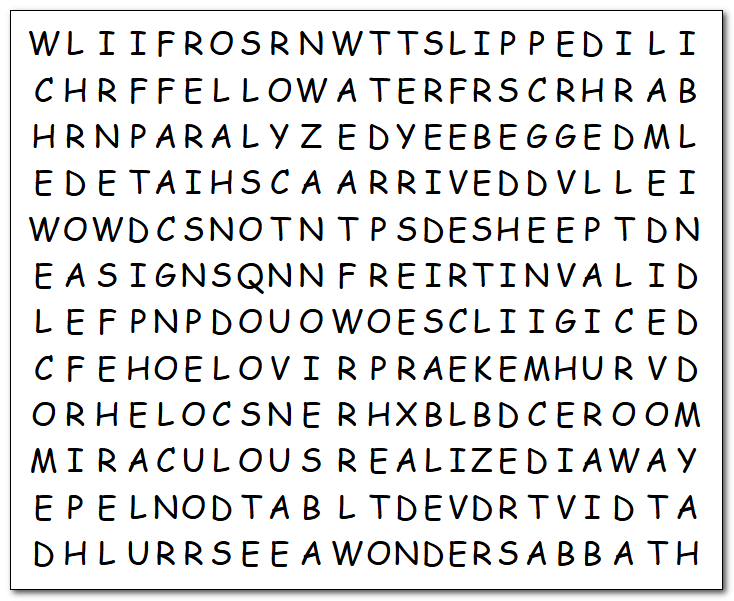 WLIIFROSRNWTTSLIPPEDILI
CHRFFELLOWATERFRSCRHRAB
HRNPARALYZEDYEEBEGGEDML
EDETAIHSCAARRIVEDDVLLEI
WOWDCSNOTNTPSDESHEEPTDN
EASIGNSQNNFREIRTINVALID
LEFPNPDOUOWOESCLIIGICED
CFEHOELOVIRPRAEKEMHURVD
ORHELOCSNERHXBLBDCEROOM
MIRACULOUSREALIZEDIAWAY
EPELNODTABLTDEVDRTVIDTA
DHLURRSEEAWONDERSABBATH